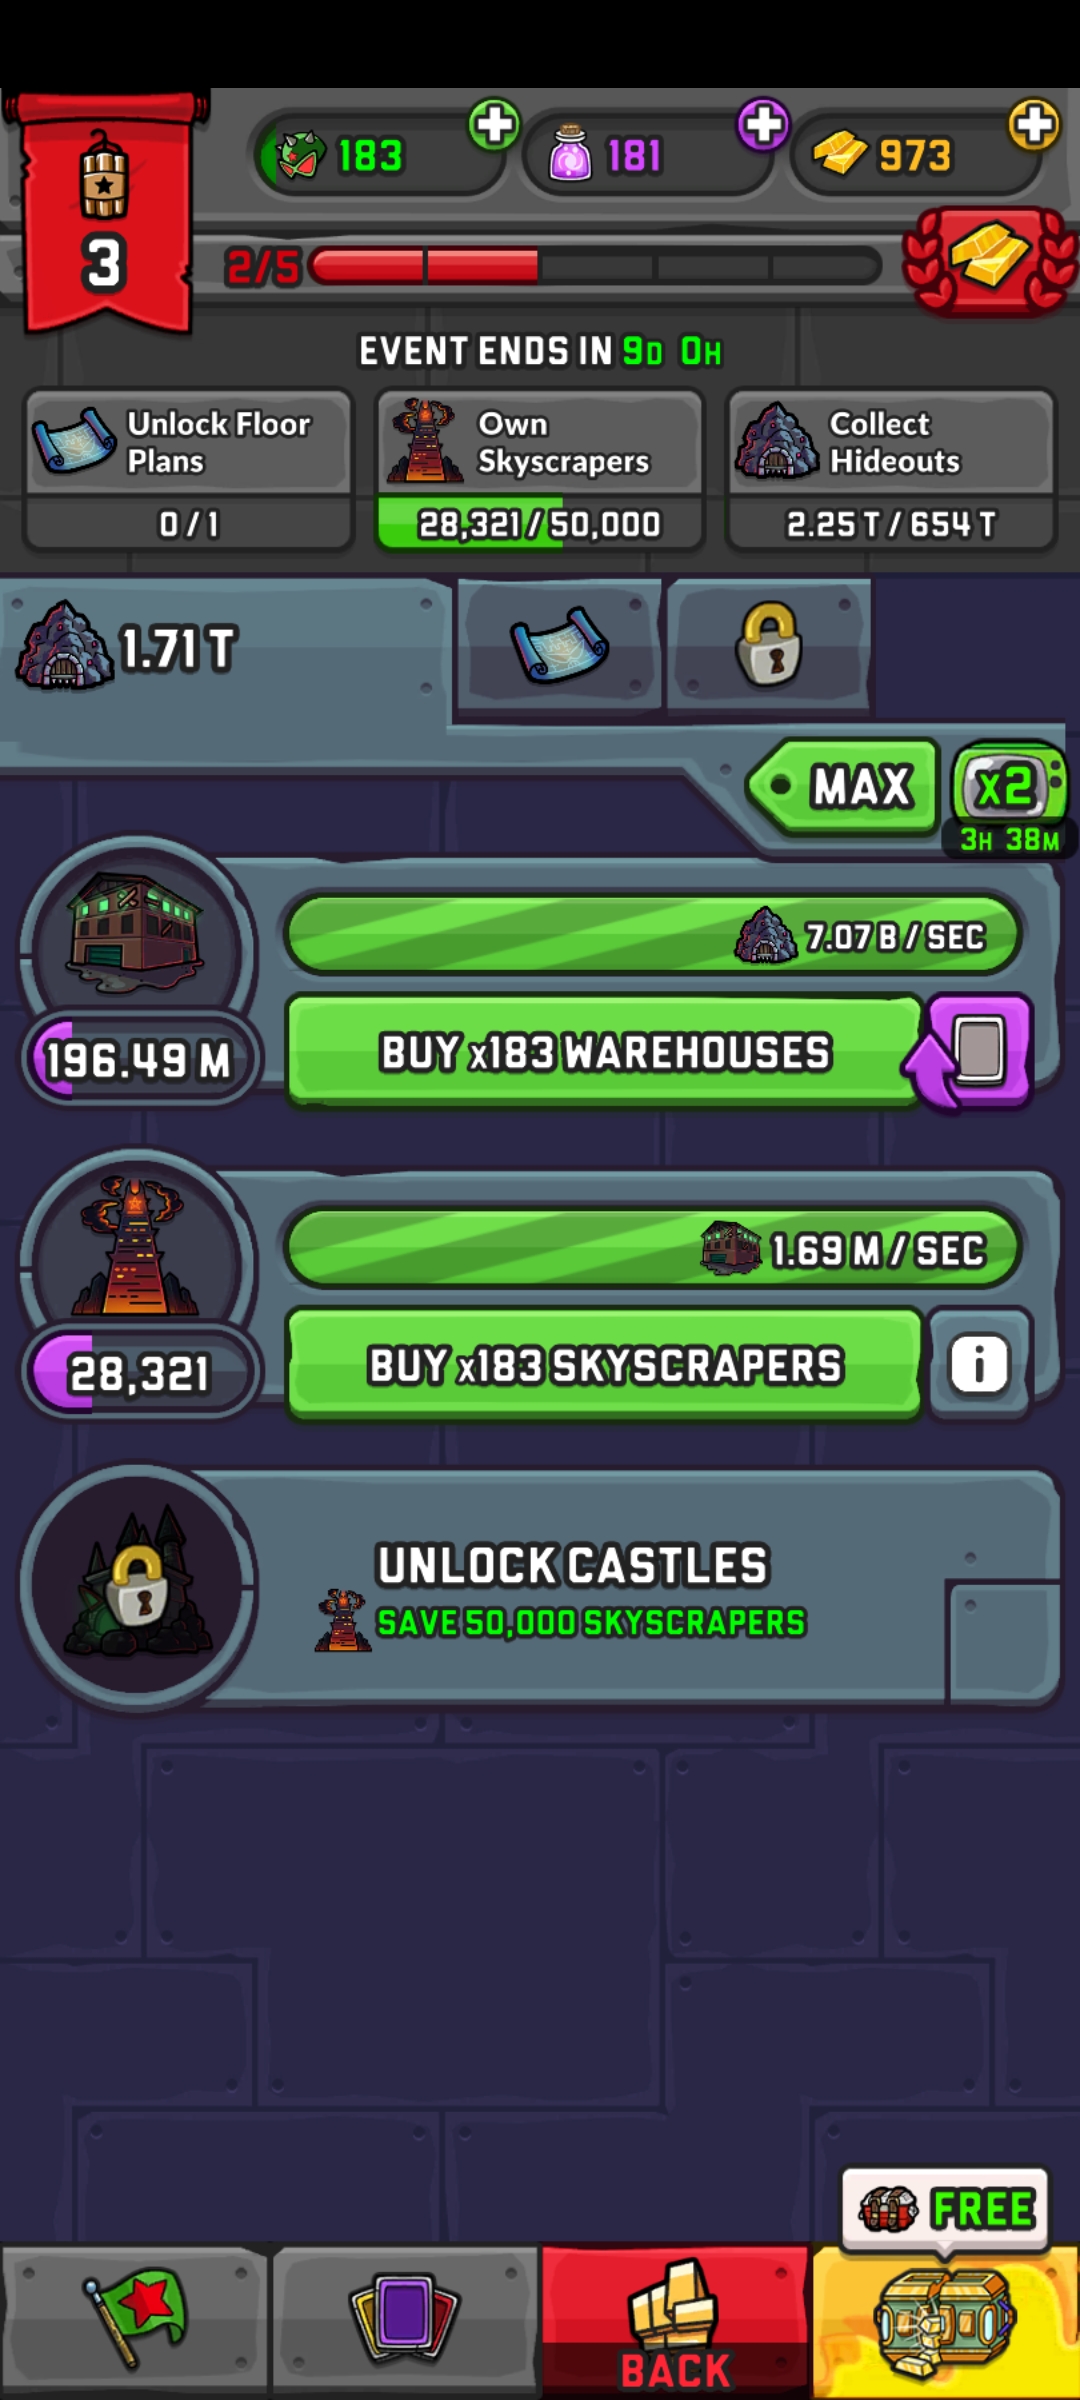 183
181
973
3
2/5
EVENT ENDS IN 9D 0H
Unlock Floor
Plans
0/1
Own
Skyscrapers
28,321/50,000
Collect
Hideouts
2.25 T/654 T
1.71 T
MAX
x2
3H 38M
7.07 B / SEC
196.49 M
BUY x183 WAREHOUSES
1.69 M / SEC
28,321
BUY x183 SKYSCRAPERS
i
UNLOCK CASTLES
SAVE 50,000 SKYSCRAPERS
FREE
BACK